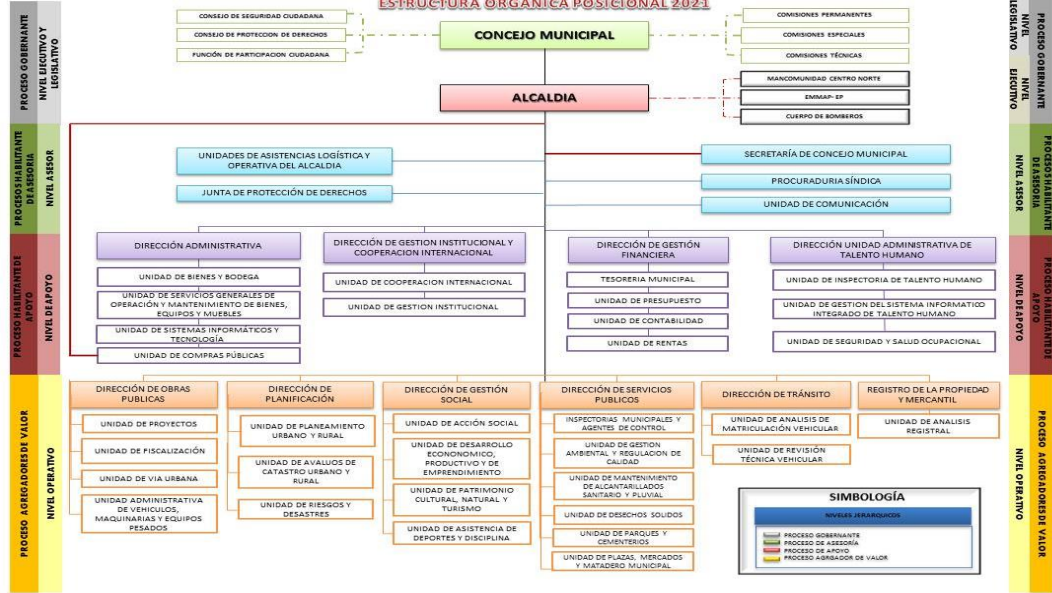 ESTRUCTURA ORGANICA POSICIONAL 2021
CONSEJO DE SEGURIDAD CIUDADANA
CONSEJO DE PROTECCION DE DERECHOS
FUNCIÓN DE PARTICIPACION CIUDADANA
CONCEJO MUNICIPAL
COMISIONES PERMANENTES
COMISIONES ESPECIALES
COMISIONES TÉCNICAS
ALCALDIA
MANCOMUNIDAD CENTRO NORTE
EMMAP- EP
CUERPO DE BOMBEROS
PROCESO GOBERNANTE
NIVEL EJECUTIVO Y
LEGISLATIVO
NIVEL
LEGISLATIVO
NIVEL
EJECUTIVO
PROCESO GOBERNANTE
UNIDADES DE ASISTENCIAS LOGÍSTICA Y
OPERATIVA DEL ALCALDIA
JUNTA DE PROTECCIÓN DE DERECHOS
SECRETARÍA DE CONCEJO MUNICIPAL
PROCURADURIA SÍNDICA
UNIDAD DE COMUNICACIÓN
PROCESOS HABILITANTE
DE ASESORIA
NIVEL ASESOR
NIVEL ASESOR
PROCESOS HABILITANTE
DE ASESORIA
DIRECCIÓN ADMINISTRATIVA
UNIDAD DE BIENES Y BODEGA
UNIDAD DE SERVICIOS GENERALES DE
OPERACIÓN Y MANTENIMIENTO DE BIENES,
EQUIPOS Y MUEBLES
UNIDAD DE SISTEMAS INFORMÁTICOS Y
TECNOLOGÍA
UNIDAD DE COMPRAS PÚBLICAS
DIRECCIÓN DE GESTION INSTITUCIONAL Y
COOPERACION INTERNACIONAL
UNIDAD DE COOPERACION INTERNACIONAL
UNIDAD DE GESTION INSTITUCIONAL
DIRECCIÓN DE GESTIÓN
FINANCIERA
TESORERIA MUNICIPAL
UNIDAD DE PRESUPUESTO
UNIDAD DE CONTABILIDAD
UNIDAD DE RENTAS
DIRECCIÓN UNIDAD ADMINISTRATIVA DE
TALENTO HUMANO
UNIDAD DE INSPECTORIA DE TALENTO HUMANO
UNIDAD DE GESTION DEL SISTEMA INFORMATICO
INTEGRADO DE TALENTO HUMANO
UNIDAD DE SEGURIDAD Y SALUD OCUPACIONAL
PROCESO HABILITANTE DE
APOYO
NIVEL DE APOYO
NIVEL DE APOYO
PROCESO HABILITANTE DE
APOYO
DIRECCIÓN DE OBRAS
PUBLICAS
UNIDAD DE PROYECTOS
UNIDAD DE FISCALIZACIÓN
UNIDAD DE VIA URBANA
UNIDAD ADMINISTRATIVA
DE VEHICULOS,
MAQUINARIAS Y EQUIPOS
PESADOS
DIRECCIÓN DE
PLANIFICACIÓN
UNIDAD DE PLANEAMIENTO
URBANO Y RURAL
UNIDAD DE AVALUOS DE
CATASTRO URBANO Y
RURAL
UNIDAD DE RIESGOS Y
DESASTRES
DIRECCIÓN DE GESTIÓN
SOCIAL
UNIDAD DE ACCIÓN SOCIAL
UNIDAD DE DESARROLLO
ECONONOMICO,
PRODUCTIVO Y DE
EMPRENDIMIENTO
UNIDAD DE PATRIMONIO
CULTURAL, NATURAL Y
TURISMO
UNIDAD DE ASISTENCIA DE
DEPORTES Y DISCIPLINA
DIRECCIÓN DE SERVICIOS
PUBLICOS
INSPECTORIAS MUNICIPALES Y
AGENTES DE CONTROL
UNIDAD DE GESTION
AMBIENTAL Y REGULACION DE
CALIDAD
UNIDAD DE MANTENIMIENTO
DE ALCANTARILLADOS
SANITARIO Y PLUVIAL
UNIDAD DE DESECHOS SOLIDOS
UNIDAD DE PARQUES Y
CEMENTERIOS
UNIDAD DE PLAZAS, MERCADOS
Y MATADERO MUNICIPAL
DIRECCIÓN DE TRÁNSITO
UNIDAD DE ANALISIS DE
MATRICULACIÓN VEHICULAR
UNIDAD DE REVISIÓN
TÉCNICA VEHICULAR
REGISTRO DE LA PROPIEDAD
Y MERCANTIL
UNIDAD DE ANALISIS
REGISTRAL
PROCESO AGREGADORES DE VALOR
NIVEL OPERATIVO
NIVEL OPERATIVO
PROCESO AGREGADORES DE VALOR
SIMBOLOGÍA
NIVELES JERARQUICOS
PROCESO GOBERNANTE
PROCESO DE ASESORÍA
PROCESO DE APOYO
PROCESO AGREGADOR DE VALOR